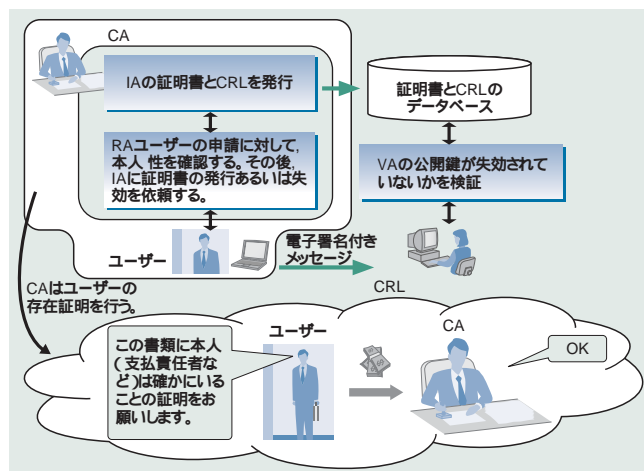 CA
IAの証明書とCRLを発行
証明書とCRLの
データベース
RAユーザーの申請に対して,
本人 性を確認する。その後,
IAに証明書の発行あるいは失
効を依頼する。
VAの公開鍵が失効されて
いないかを検証
ユーザー
電子署名付き
メッセージ
CAはユーザーの
存在証明を行う。
CRL
ユーザー
CA
この書類に本人
(支払責任者な
ど)は確かにいる
ことの証明をお
願いします。
OK